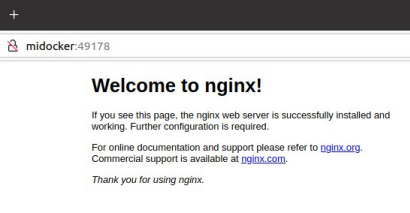 +
midocker:49178
Welcome to nginx!
If you see this page, the nginx web server is successfully installed and
working. Further configuration is required.
For online documentation and support please refer to nginx.org.
Commercial support is available at nginx.com.
Thank you for using nginx.